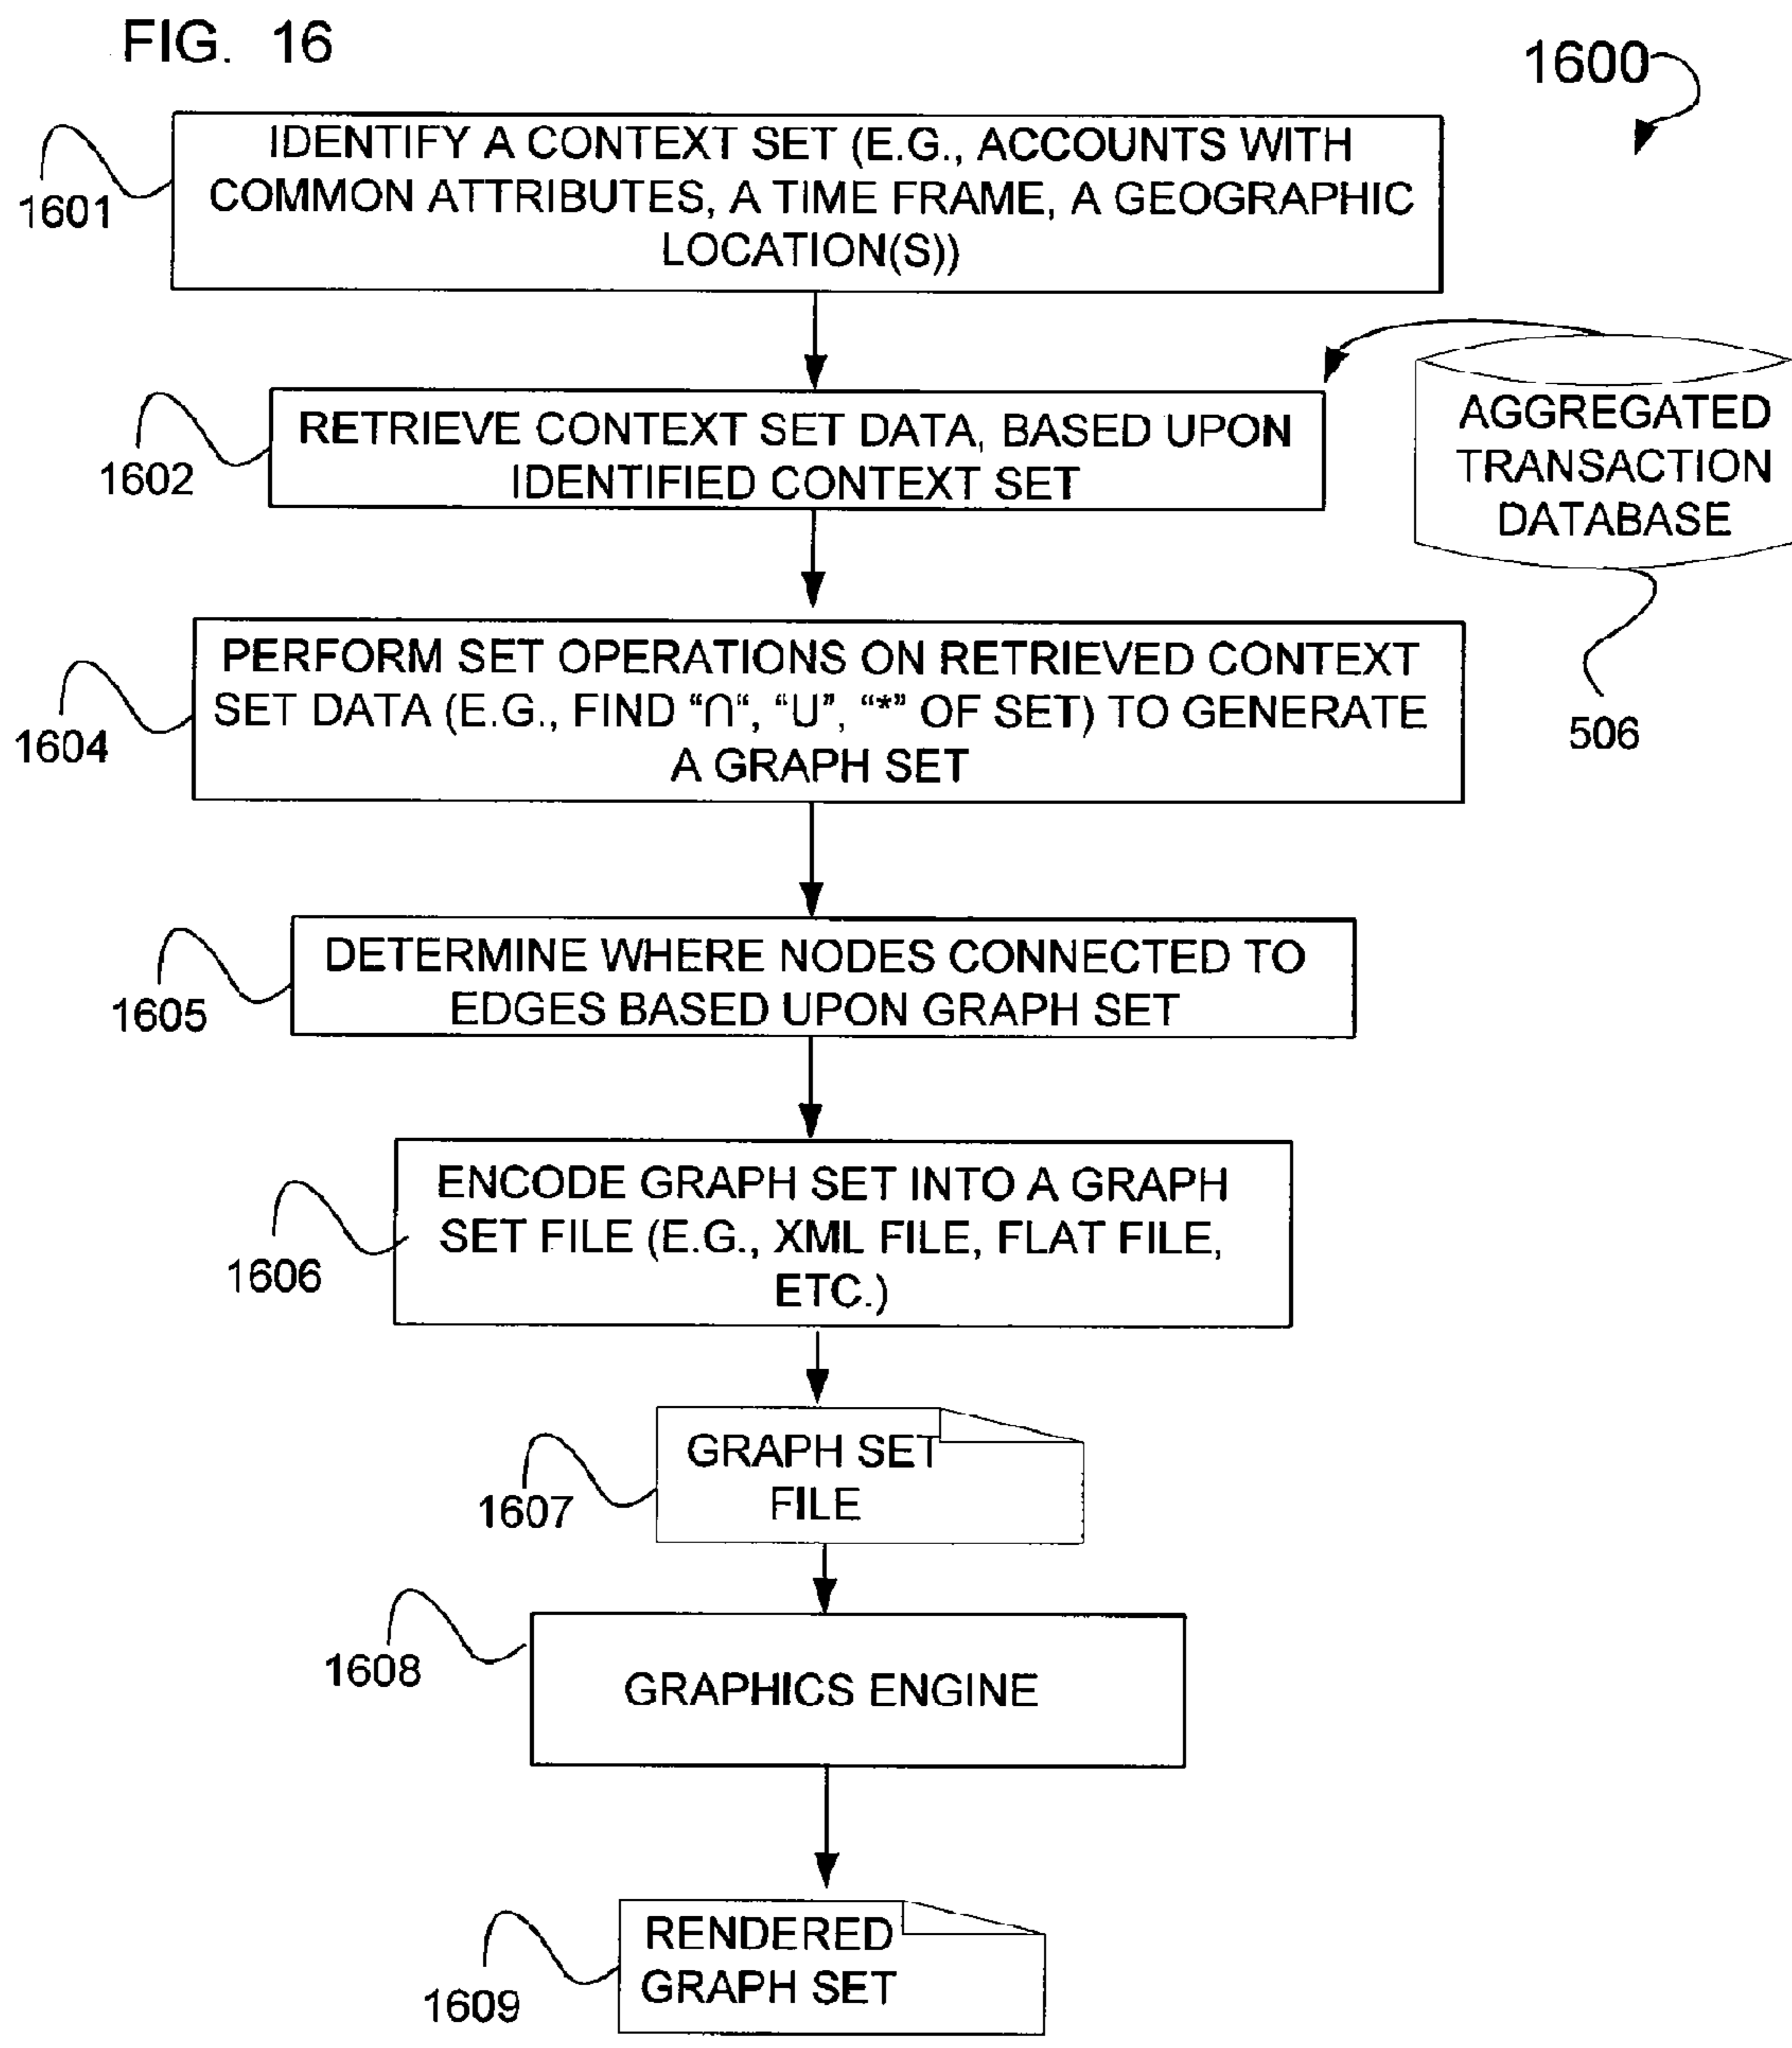 FIG. 16
1600
IDENTIFY A CONTEXT SET (E.G., ACCOUNTS WITH
COMMON ATTRIBUTES, A TIME FRAME, A GEOGRAPHIC
LOCATION(S))
1601
RETRIEVE CONTEXT SET DATA, BASED UPON
IDENTIFIED CONTEXT SET
1602
AGGREGATED
TRANSACTION
DATABASE
506
PERFORM SET OPERATIONS ON RETRIEVED CONTEXT
SET DATA (E.G., FIND “∩“, “U”, “*” OF SET) TO GENERATE
A GRAPH SET
1604
DETERMINE WHERE NODES CONNECTED TO
EDGES BASED UPON GRAPH SET
1605
ENCODE GRAPH SET INTO A GRAPH
SET FILE (E.G., XML FILE, FLAT FILE,
ETC.)
1606
GRAPH SET
FILE
1607
GRAPHICS ENGINE
1608
RENDERED
GRAPH SET
1609